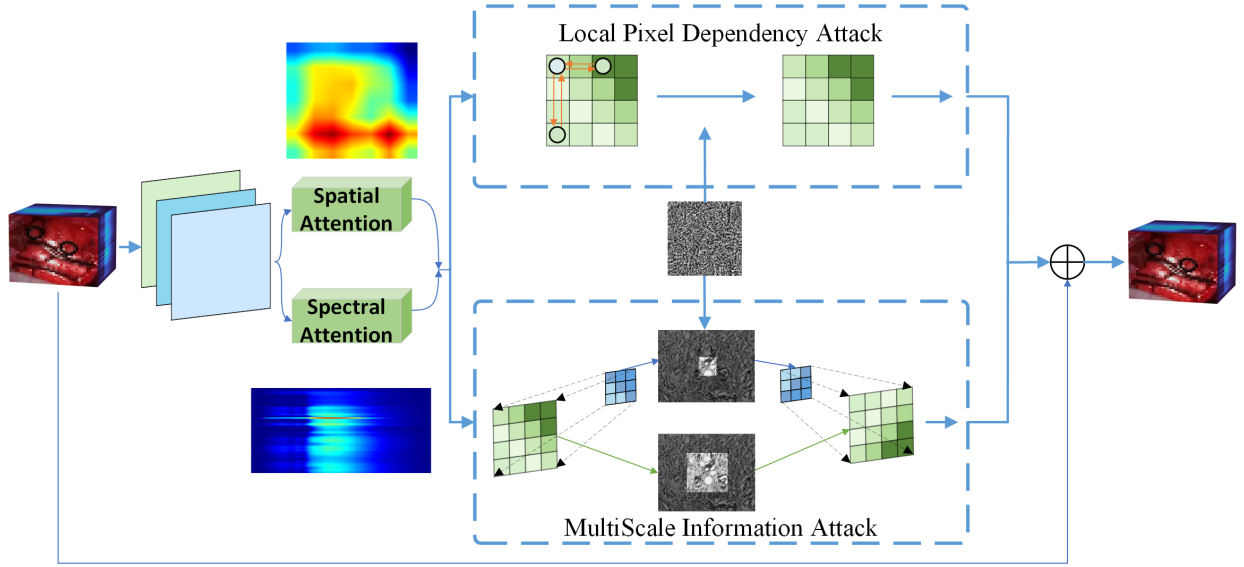 Local Pixel Dependency Attack
Spatial
Attention
Spectral
Attention
MultiScale Information Attack